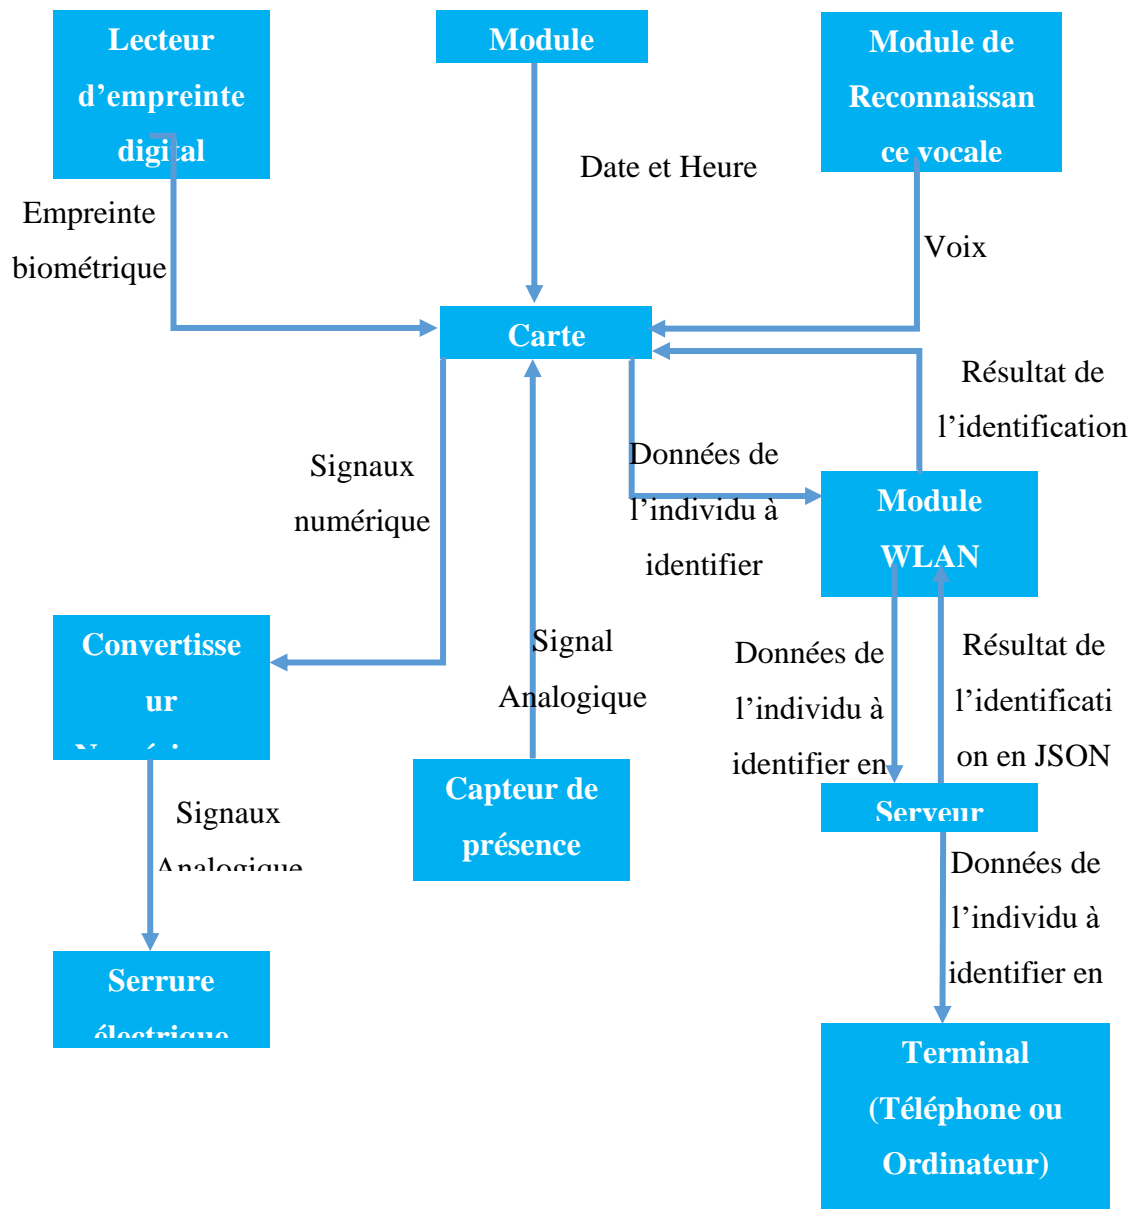 Lecteur
d’empreinte
digital
Module
Module de
Reconnaissan
ce vocale
Date et Heure
Empreinte
biométrique
Voix
Carte
Résultat de
l’identification
Signaux
numérique
Données de
l’individu à
identifier
Module
WLAN
Convertisse
ur
Signal
Analogique
Données de
l’individu à
identifier en
Résultat de
l’identificati
on en JSON
Capteur de
présence
Serveur
Signaux
Analogique
Données de
l’individu à
identifier en
Serrure
électrique
Terminal
(Téléphone ou
Ordinateur)